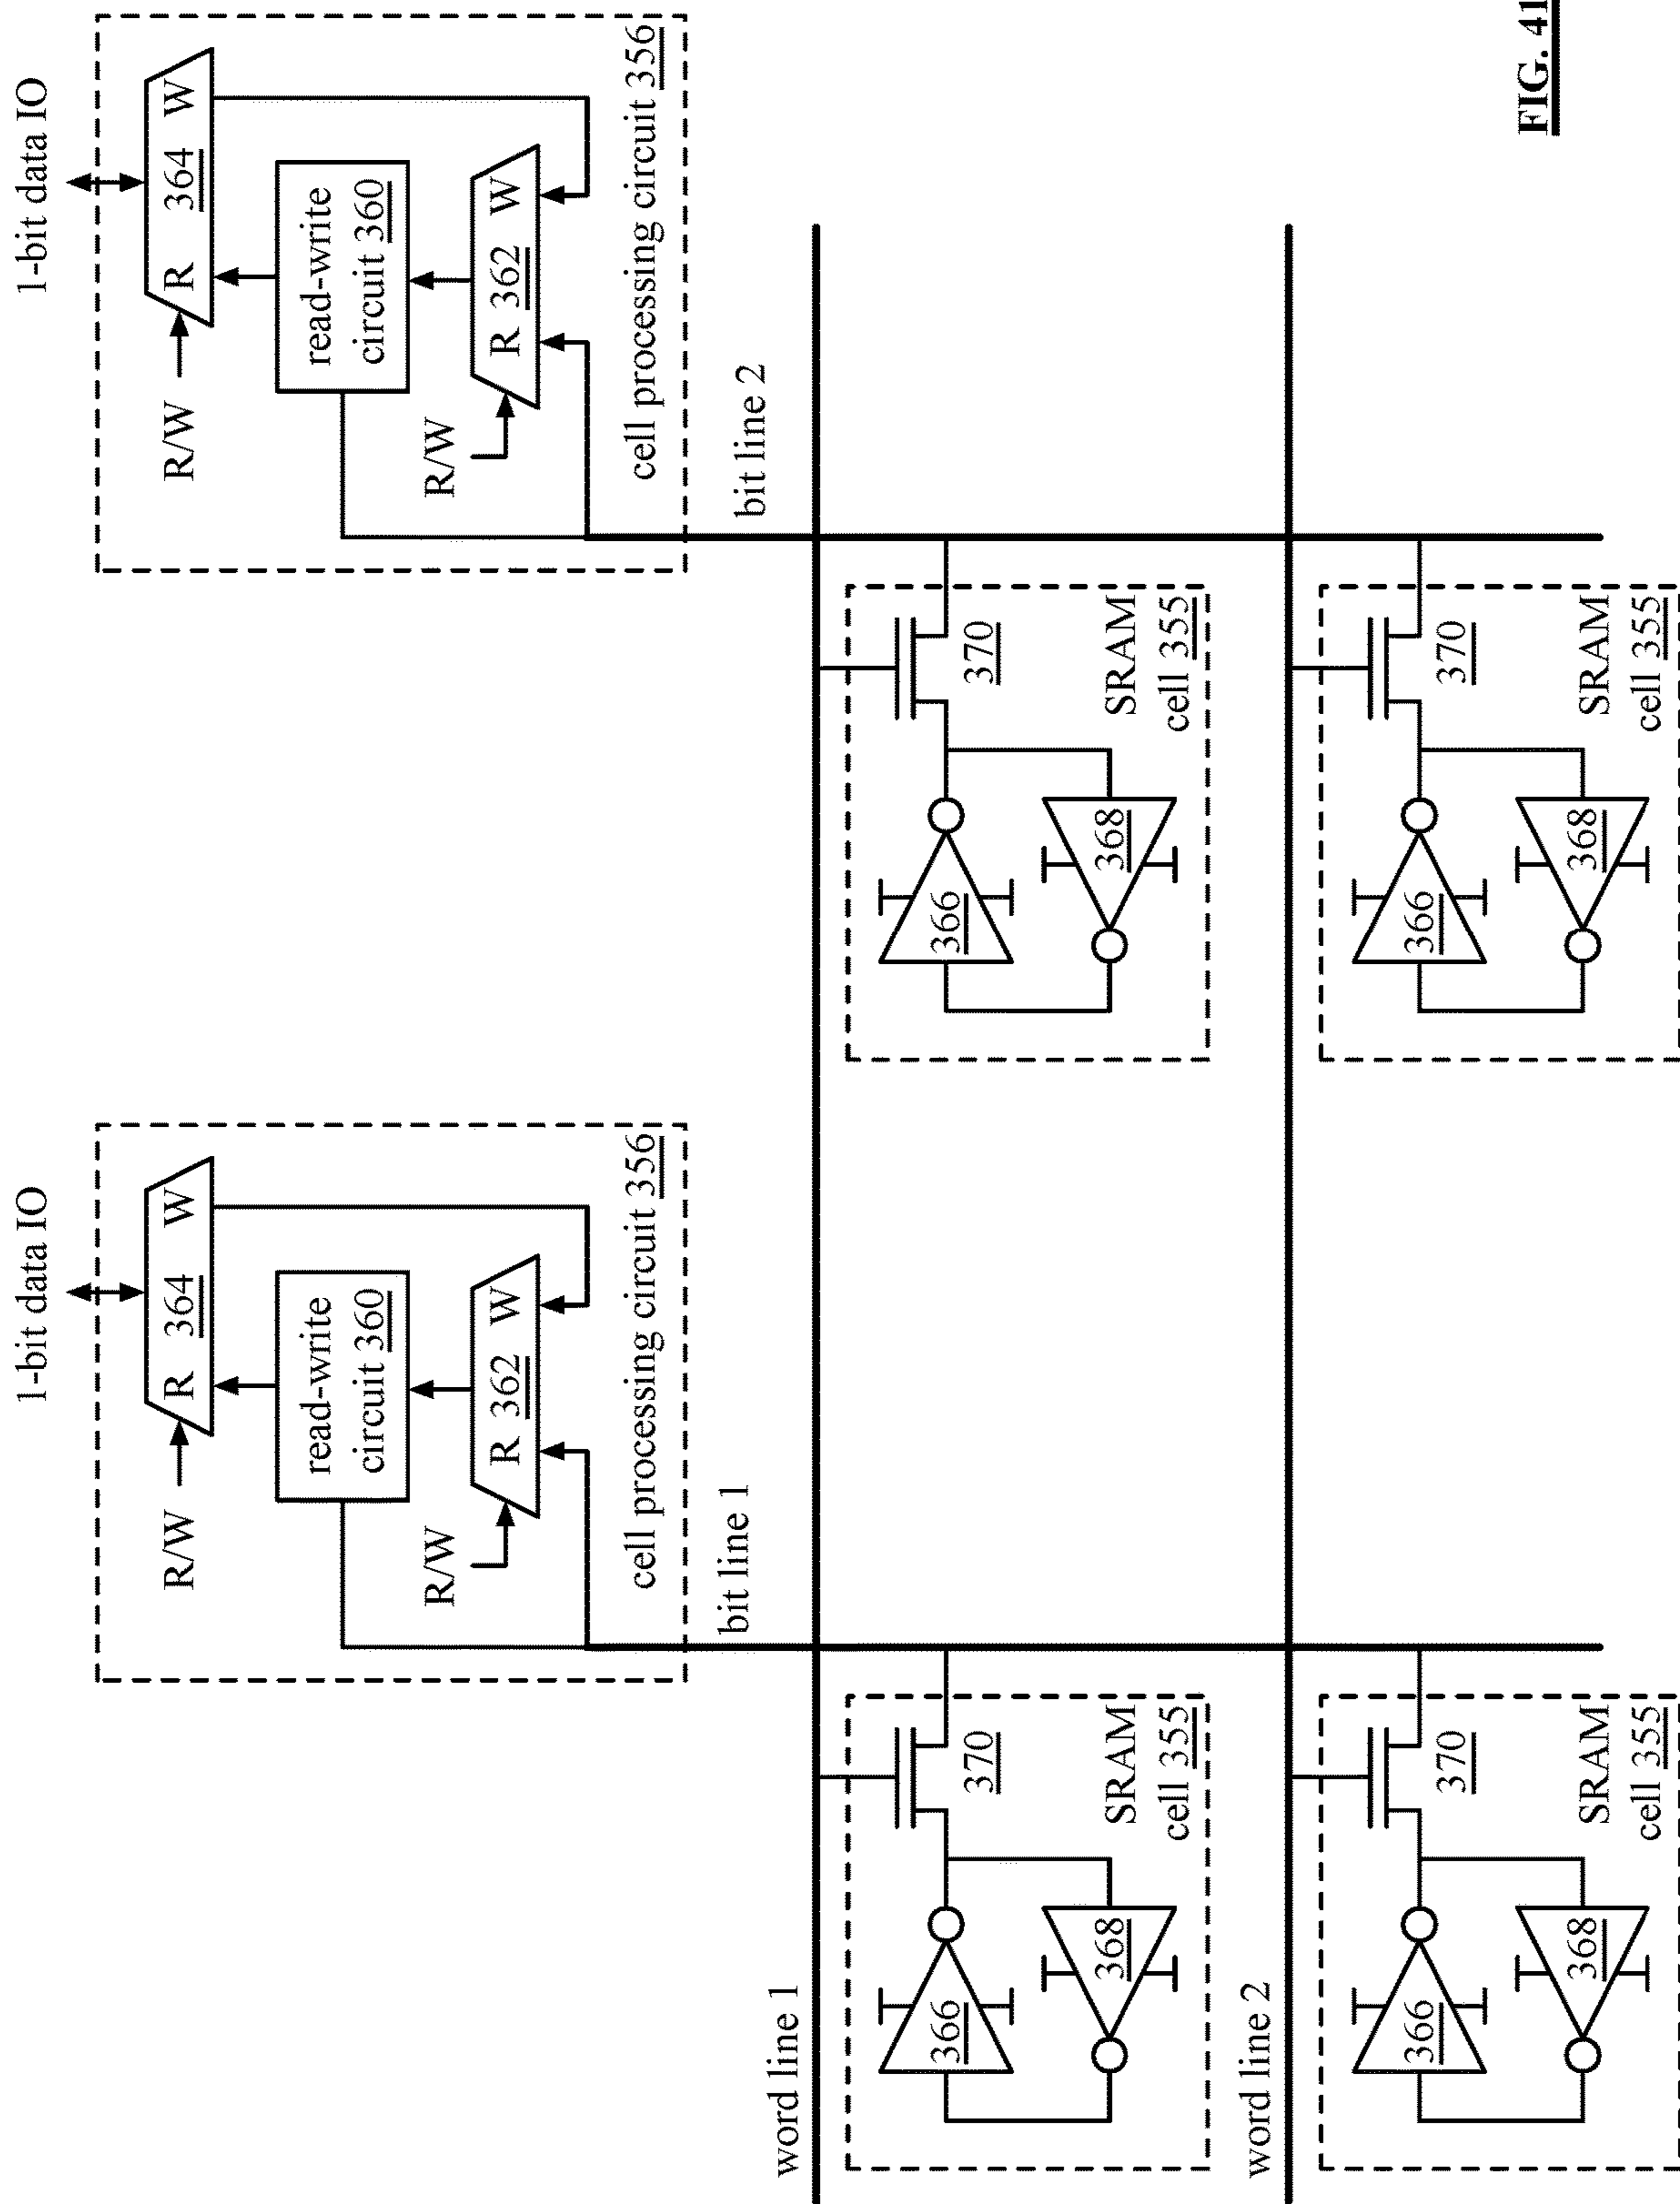 1-bit data IO
R/W
R 364 W
read-write
circuit 360
R/W
R 362 W
cell processing circuit 356
bit line 1
1-bit data IO
R/W
R 364 W
read-write
circuit 360
R/W
R 362 W
cell processing circuit 356
bit line 2
word line 1
366
368
370
SRAM
cell 355
366
368
370
SRAM
cell 355
word line 2
366
368
370
SRAM
cell 355
366
368
370
SRAM
cell 355
FIG. 41